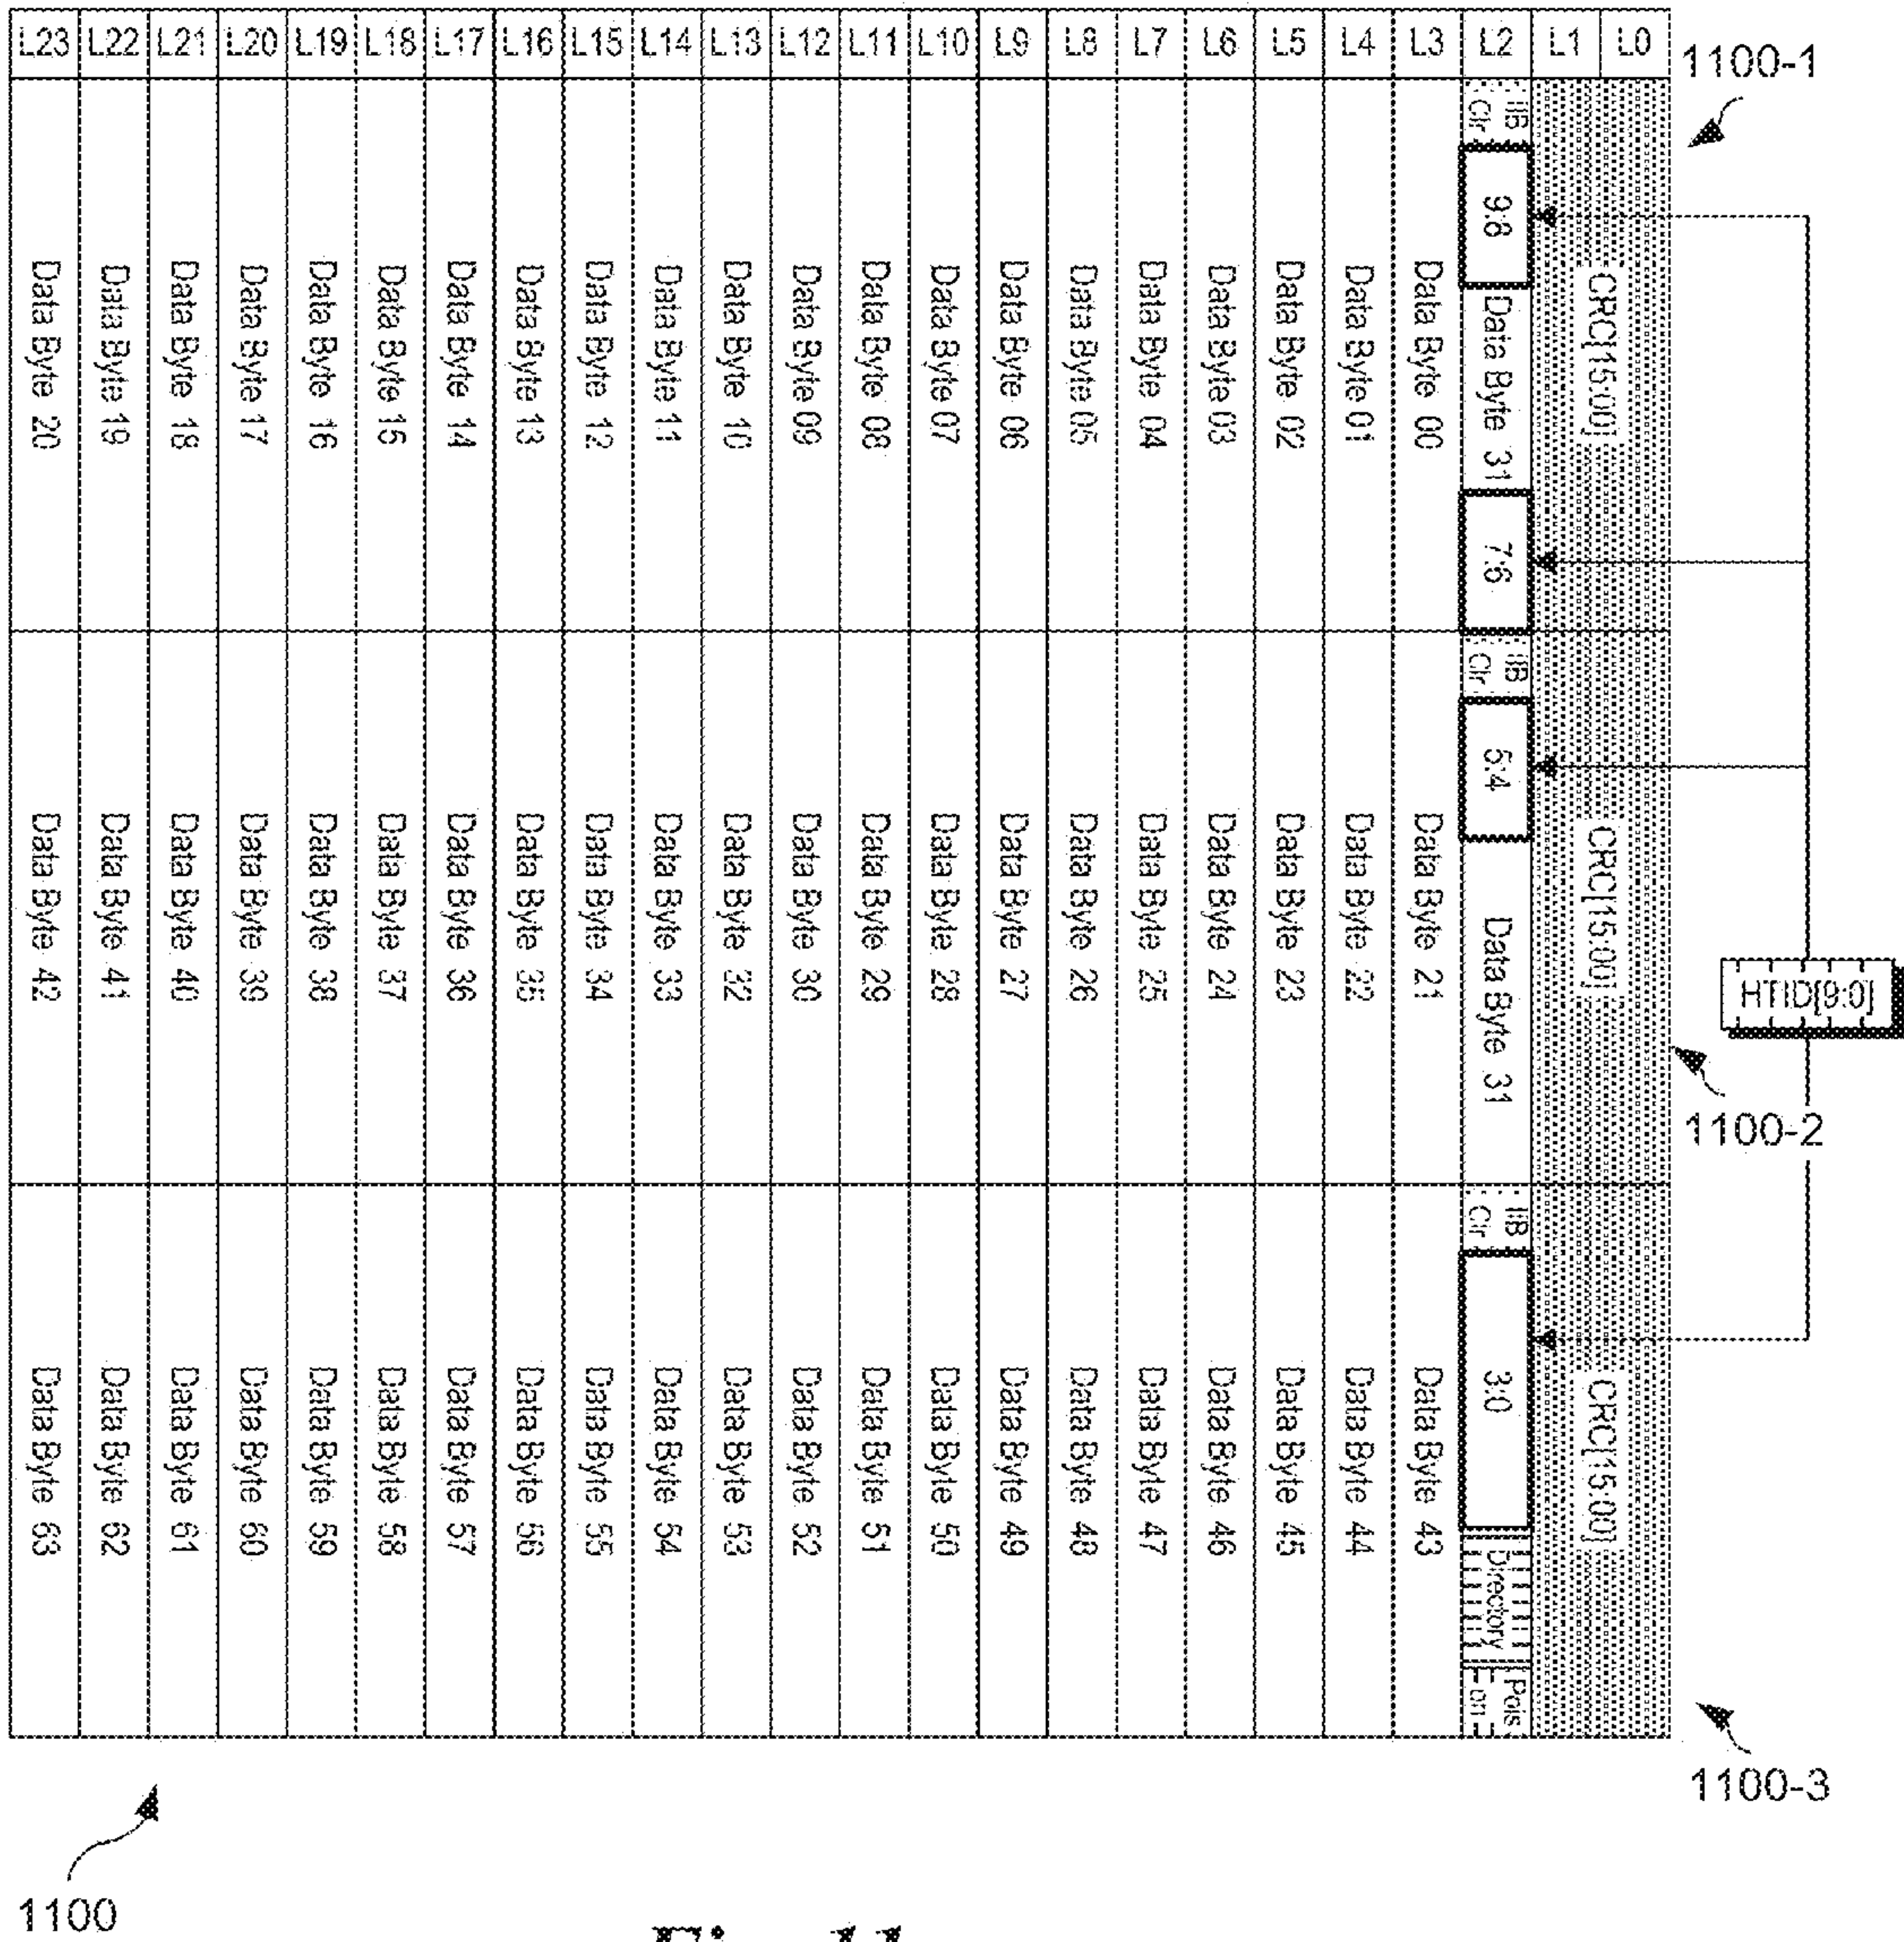 L23 L22 L21 L20 L19 L18 L17 L16 L15 L14 L13 L12 L11 L10 L9 L8 L7 L6 L5 L4 L3 L2 L1 L0
1100-1
CRC[15:00]
IIB
Clr
9:8
Data Byte 31
7:6
Data Byte 00
Data Byte 01
Data Byte 02
Data Byte 03
Data Byte 04
Data Byte 05
Data Byte 06
Data Byte 07
Data Byte 08
Data Byte 09
Data Byte 10
Data Byte 11
Data Byte 12
Data Byte 13
Data Byte 14
Data Byte 15
Data Byte 16
Data Byte 17
Data Byte 18
Data Byte 19
Data Byte 20
HTID[9:0]
1100-2
CRC[15:00]
IIB
Clr
5:4
Data Byte 31
Data Byte 21
Data Byte 22
Data Byte 23
Data Byte 24
Data Byte 25
Data Byte 26
Data Byte 27
Data Byte 28
Data Byte 29
Data Byte 30
Data Byte 32
Data Byte 33
Data Byte 34
Data Byte 35
Data Byte 36
Data Byte 37
Data Byte 38
Data Byte 39
Data Byte 40
Data Byte 41
Data Byte 42
1100-3
CRC[15:00]
IIB
Clr
3:0
Directory
Pois
on
Data Byte 43
Data Byte 44
Data Byte 45
Data Byte 46
Data Byte 47
Data Byte 48
Data Byte 49
Data Byte 50
Data Byte 51
Data Byte 52
Data Byte 53
Data Byte 54
Data Byte 55
Data Byte 56
Data Byte 57
Data Byte 58
Data Byte 59
Data Byte 60
Data Byte 61
Data Byte 62
Data Byte 63
1100